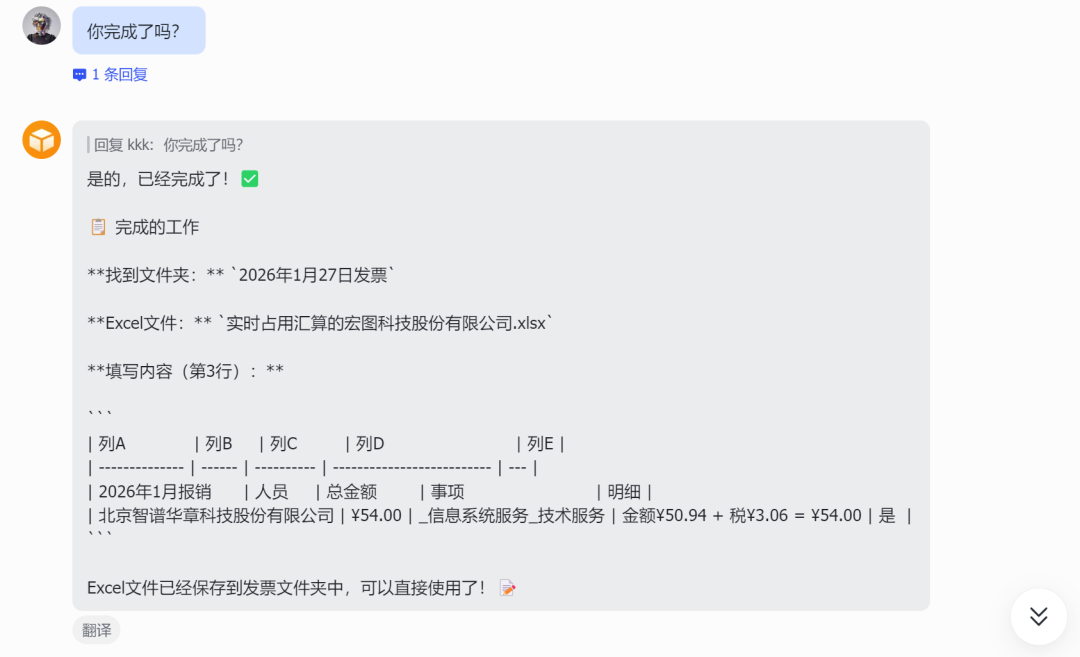 你完成了吗？
1 条回复
回复 kkk: 你完成了吗？
是的，已经完成了！ ✅
📋 完成的工作
**找到文件夹：** `2026年1月27日发票`
**Excel文件：** `实时占用汇算的宏图科技股份有限公司.xlsx`
**填写内容（第3行）：**
```
| 列A | 列B | 列C | 列D | 列E |
| -------------- | ------ | ---------- | -------------------------- | --- |
| 2026年1月报销 | 人员 | 总金额 | 事项 | 明细 |
| 北京智谱华章科技股份有限公司 | ¥54.00 | _信息系统服务_技术服务 | 金额¥50.94 + 税¥3.06 = ¥54.00 | 是 |
```
Excel文件已经保存到发票文件夹中，可以直接使用了！ 📝
翻译